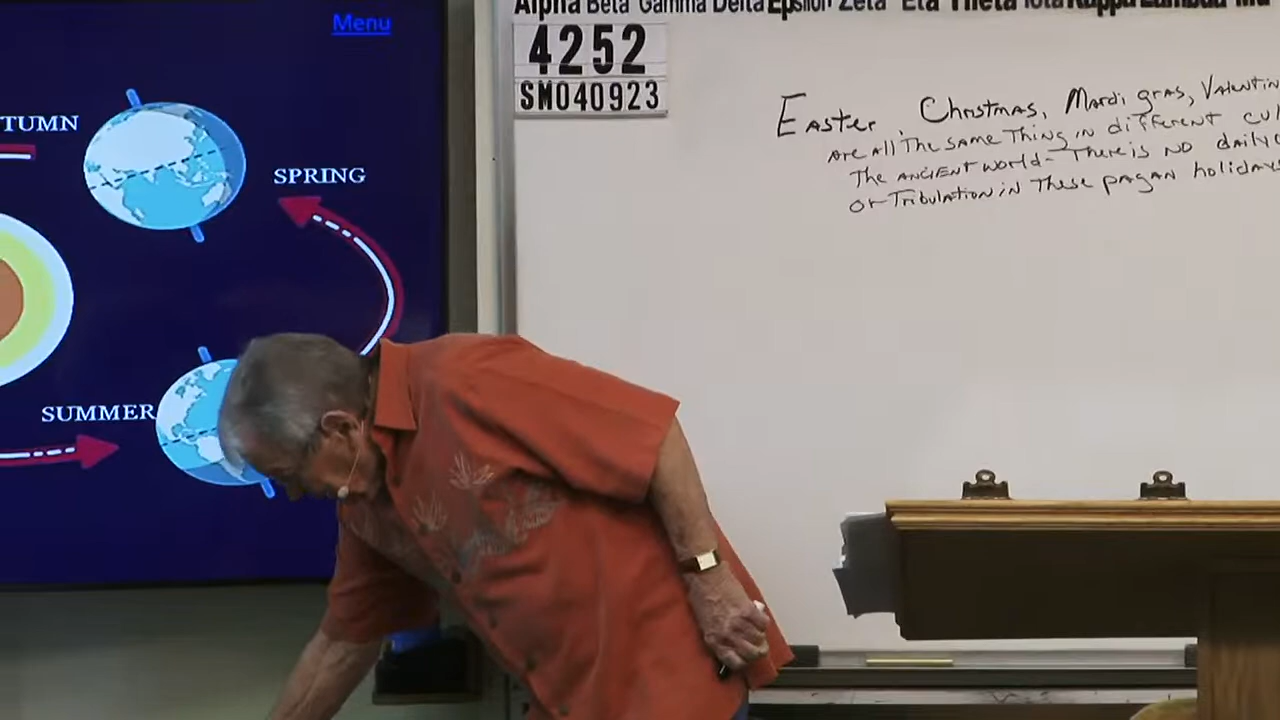 Menu
TUMN
SPRING
SUMMER
Alpha Beta Gamma Delta Epsilon Zeta Eta Theta Iota Kappa Lambda Mu
4252
SM040923
Easter, Christmas, Mardi gras, Valentin
are all the same thing in different cul
the ancient world - There is no daily c
or Tribulation in these pagan holidays